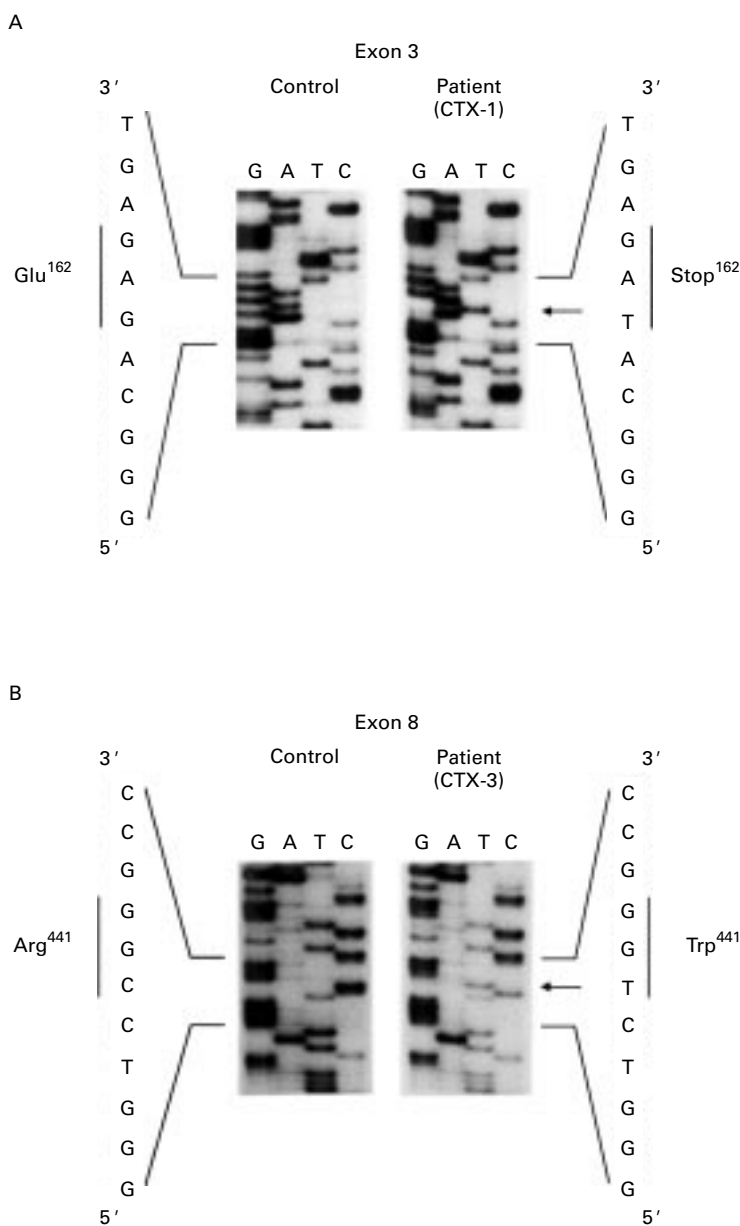 A
Exon 3
Control
Patient
(CTX-1)
3′
T
G
A
G
A
G
A
C
G
G
G
5′
Glu162
G A T C
G A T C
3′
T
G
A
G
A
T
A
C
G
G
G
5′
Stop162
B
Exon 8
Control
Patient
(CTX-3)
3′
C
C
G
G
G
C
C
T
G
G
G
5′
Arg441
G A T C
G A T C
3′
C
C
G
G
G
T
C
T
G
G
G
5′
Trp441